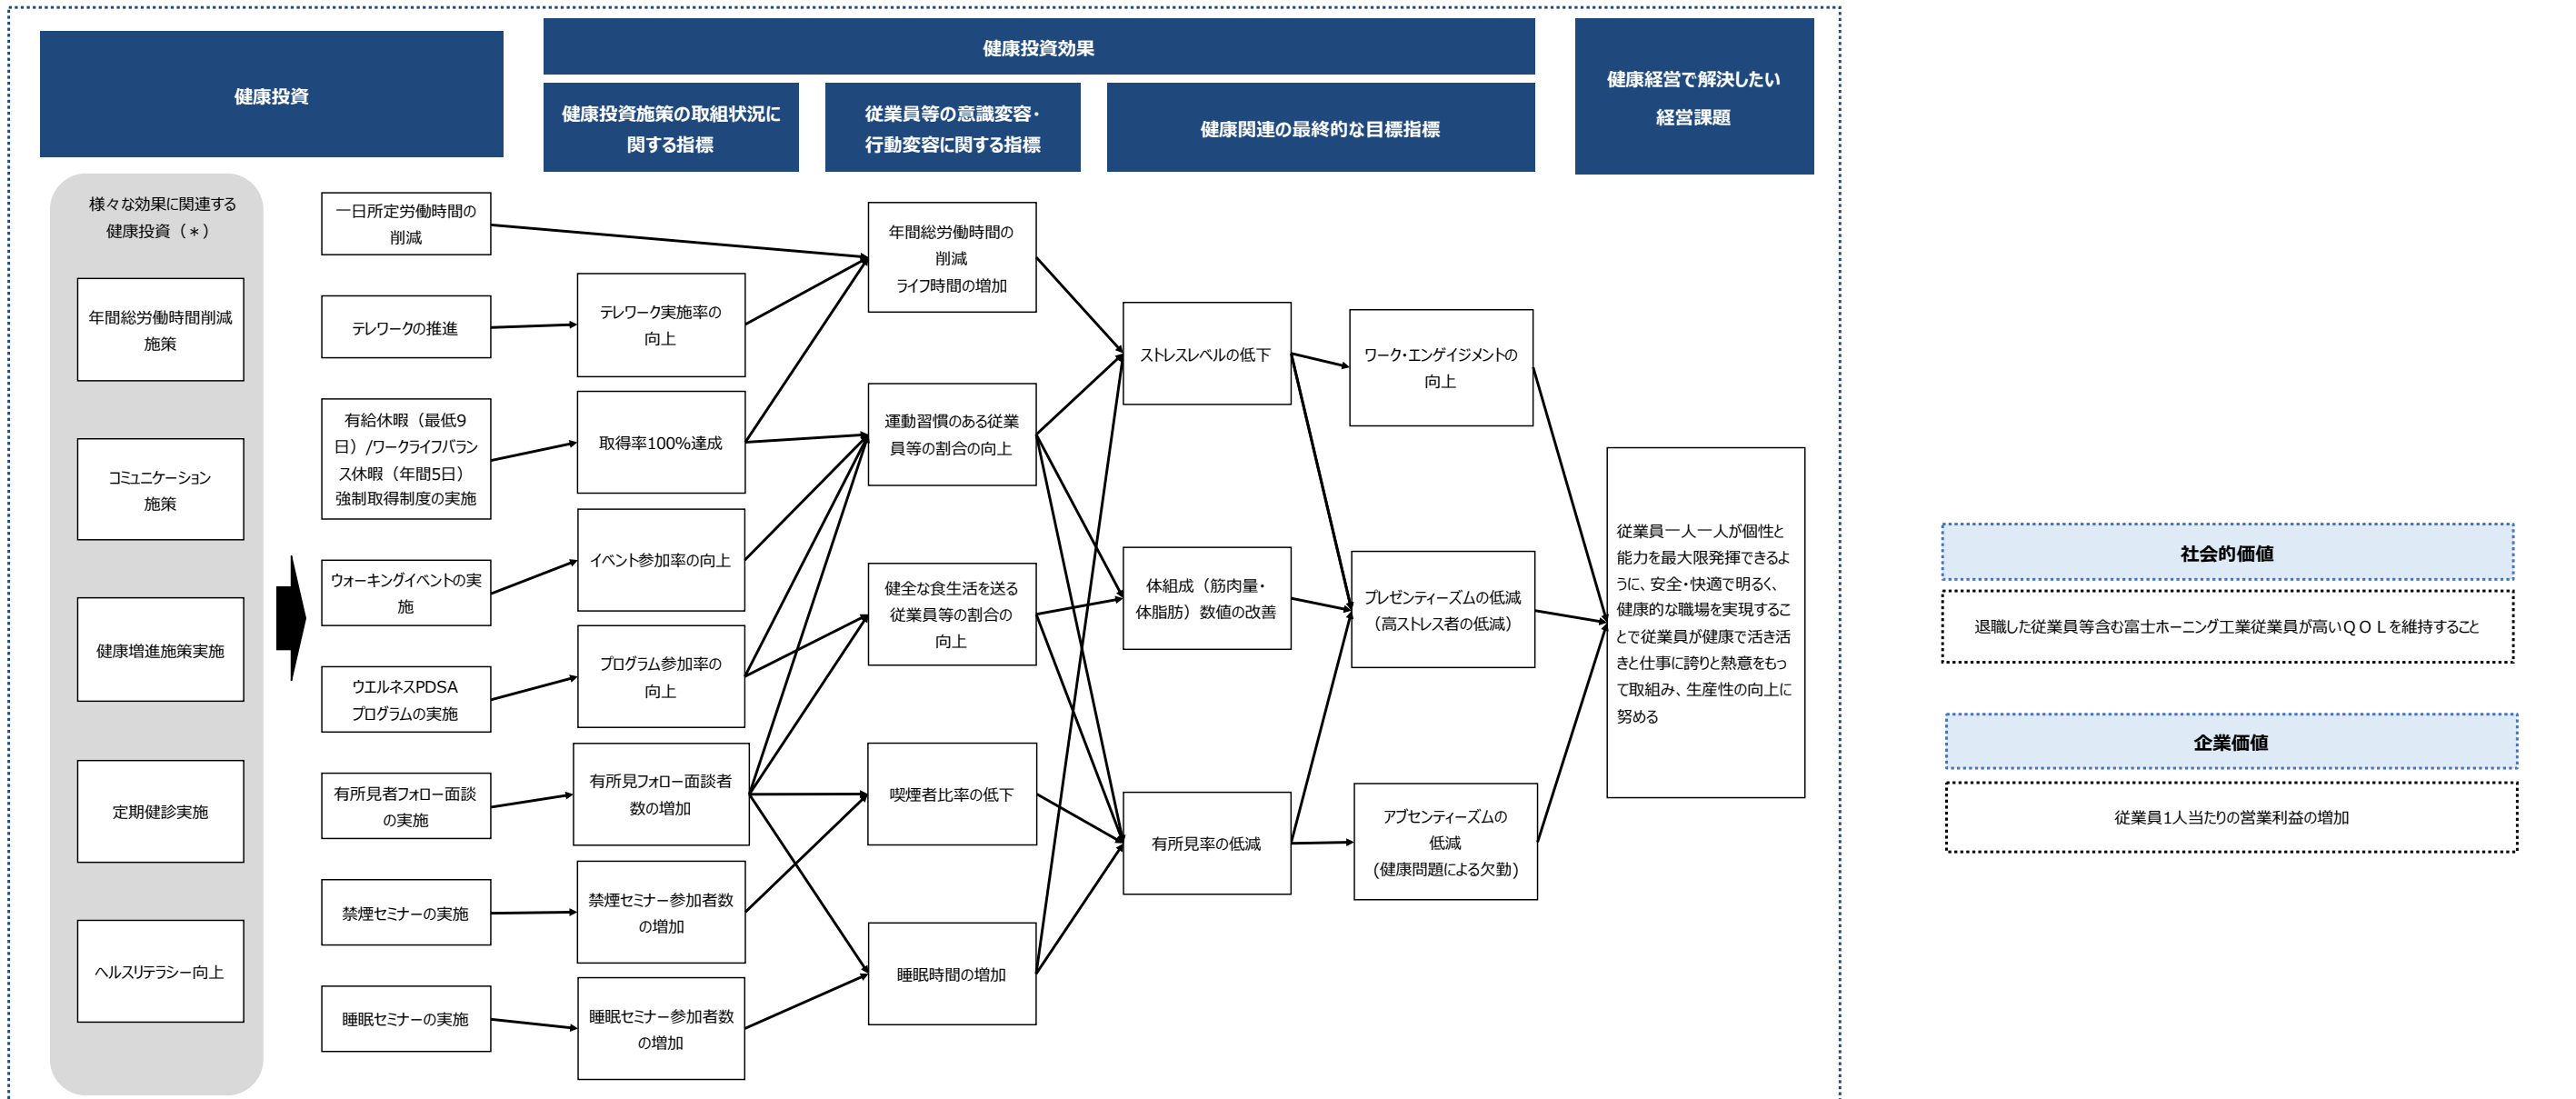 健康投資
健康投資効果
健康投資施策の取組状況に
関する指標
従業員等の意識変容・
行動変容に関する指標
健康関連の最終的な目標指標
健康経営で解決したい
経営課題
様々な効果に関連する
健康投資（＊）
年間総労働時間削減
施策
コミュニケーション
施策
健康増進施策実施
定期健診実施
ヘルスリテラシー向上
一日所定労働時間の
削減
テレワークの推進
有給休暇（最低9
日）/ワークライフバラン
ス休暇（年間5日）
強制取得制度の実施
ウォーキングイベントの実
施
ウエルネスPDSA
プログラムの実施
有所見者フォロー面談
の実施
禁煙セミナーの実施
睡眠セミナーの実施
テレワーク実施率の
向上
取得率100%達成
イベント参加率の向上
プログラム参加率の
向上
有所見フォロー面談者
数の増加
禁煙セミナー参加者数
の増加
睡眠セミナー参加者数
の増加
年間総労働時間の
削減
ライフ時間の増加
運動習慣のある従業
員等の割合の向上
健全な食生活を送る
従業員等の割合の
向上
喫煙者比率の低下
睡眠時間の増加
ストレスレベルの低下
体組成（筋肉量・
体脂肪）数値の改善
有所見率の低減
ワーク・エンゲイジメントの
向上
プレゼンティーズムの低減
（高ストレス者の低減）
アブセンティーズムの
低減
(健康問題による欠勤)
従業員一人一人が個性と
能力を最大限発揮できるよ
うに、安全・快適で明るく、
健康的な職場を実現するこ
とで従業員が健康で活き活
きと仕事に誇りと熱意をもっ
て取組み、生産性の向上に
努める
社会的価値
退職した従業員等含む富士ホーニング工業従業員が高いＱＯＬを維持すること
企業価値
従業員1人当たりの営業利益の増加